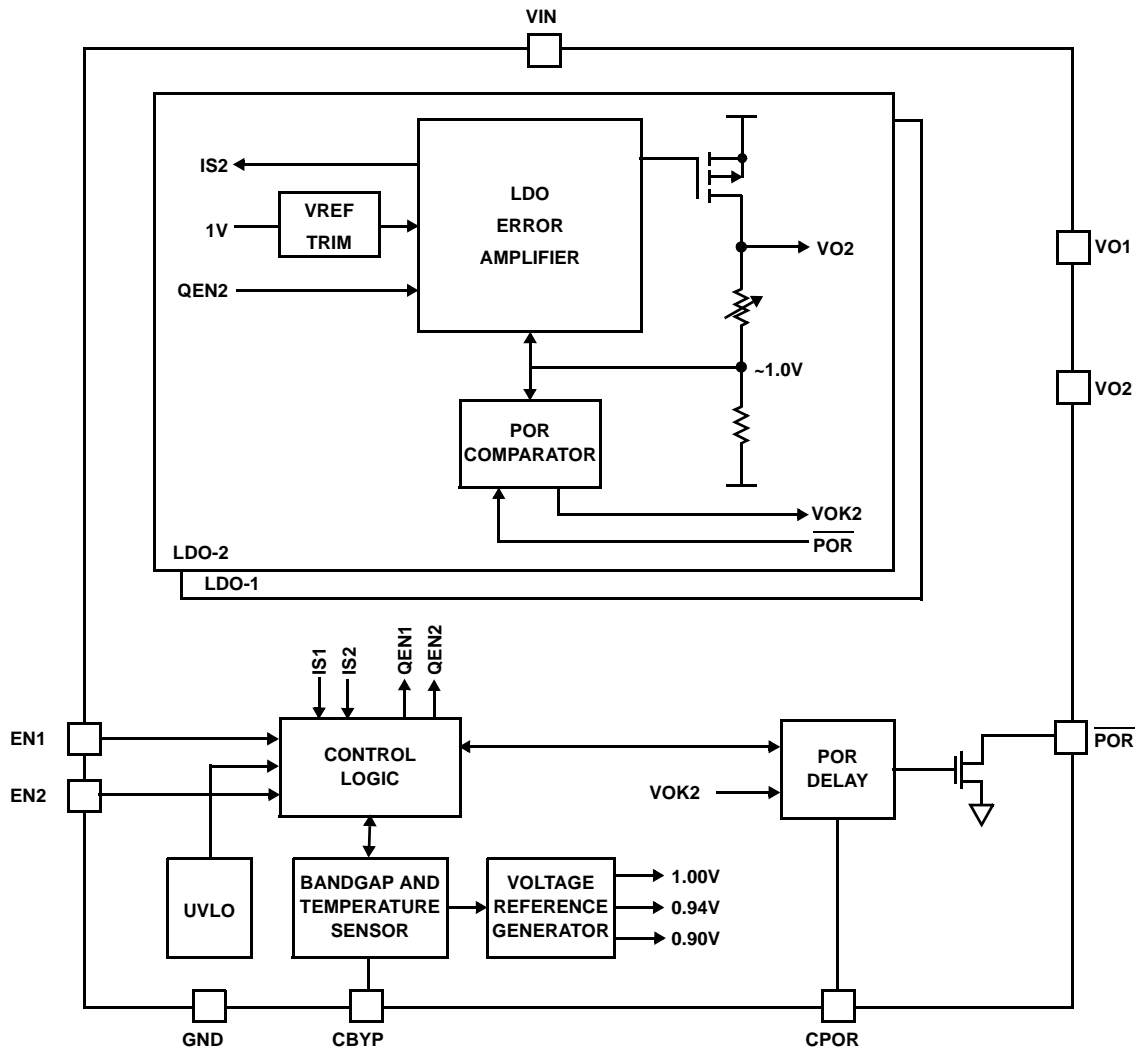 VIN
IS2
LDO
ERROR
AMPLIFIER
VREF
TRIM
1V
QEN2
VO2
~1.0V
POR
COMPARATOR
VOK2
POR
LDO-2
LDO-1
VO1
VO2
IS1
IS2
QEN1
QEN2
EN1
EN2
CONTROL
LOGIC
POR
DELAY
VOK2
POR
UVLO
BANDGAP AND
TEMPERATURE
SENSOR
VOLTAGE
REFERENCE
GENERATOR
1.00V
0.94V
0.90V
GND
CBYP
CPOR